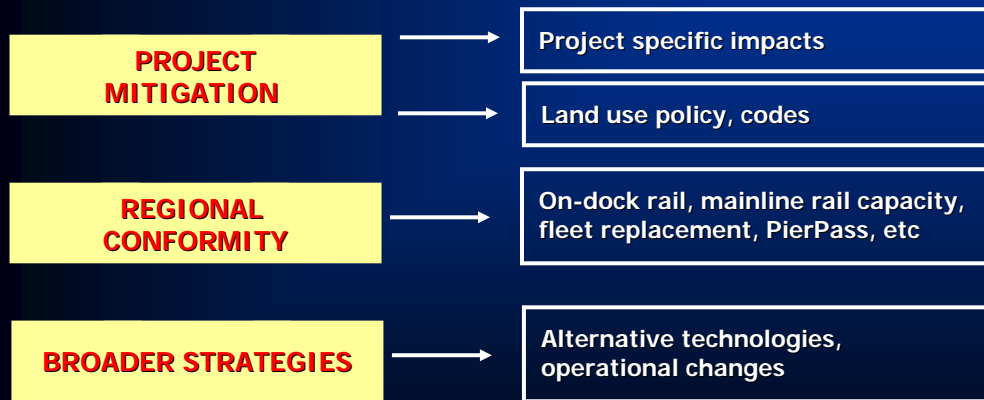 PROJECT
MITIGATION
Project specific impacts
Land use policy, codes
REGIONAL
CONFORMITY
On-dock rail, mainline rail capacity,
fleet replacement, PierPass, etc
BROADER STRATEGIES
Alternative technologies,
operational changes